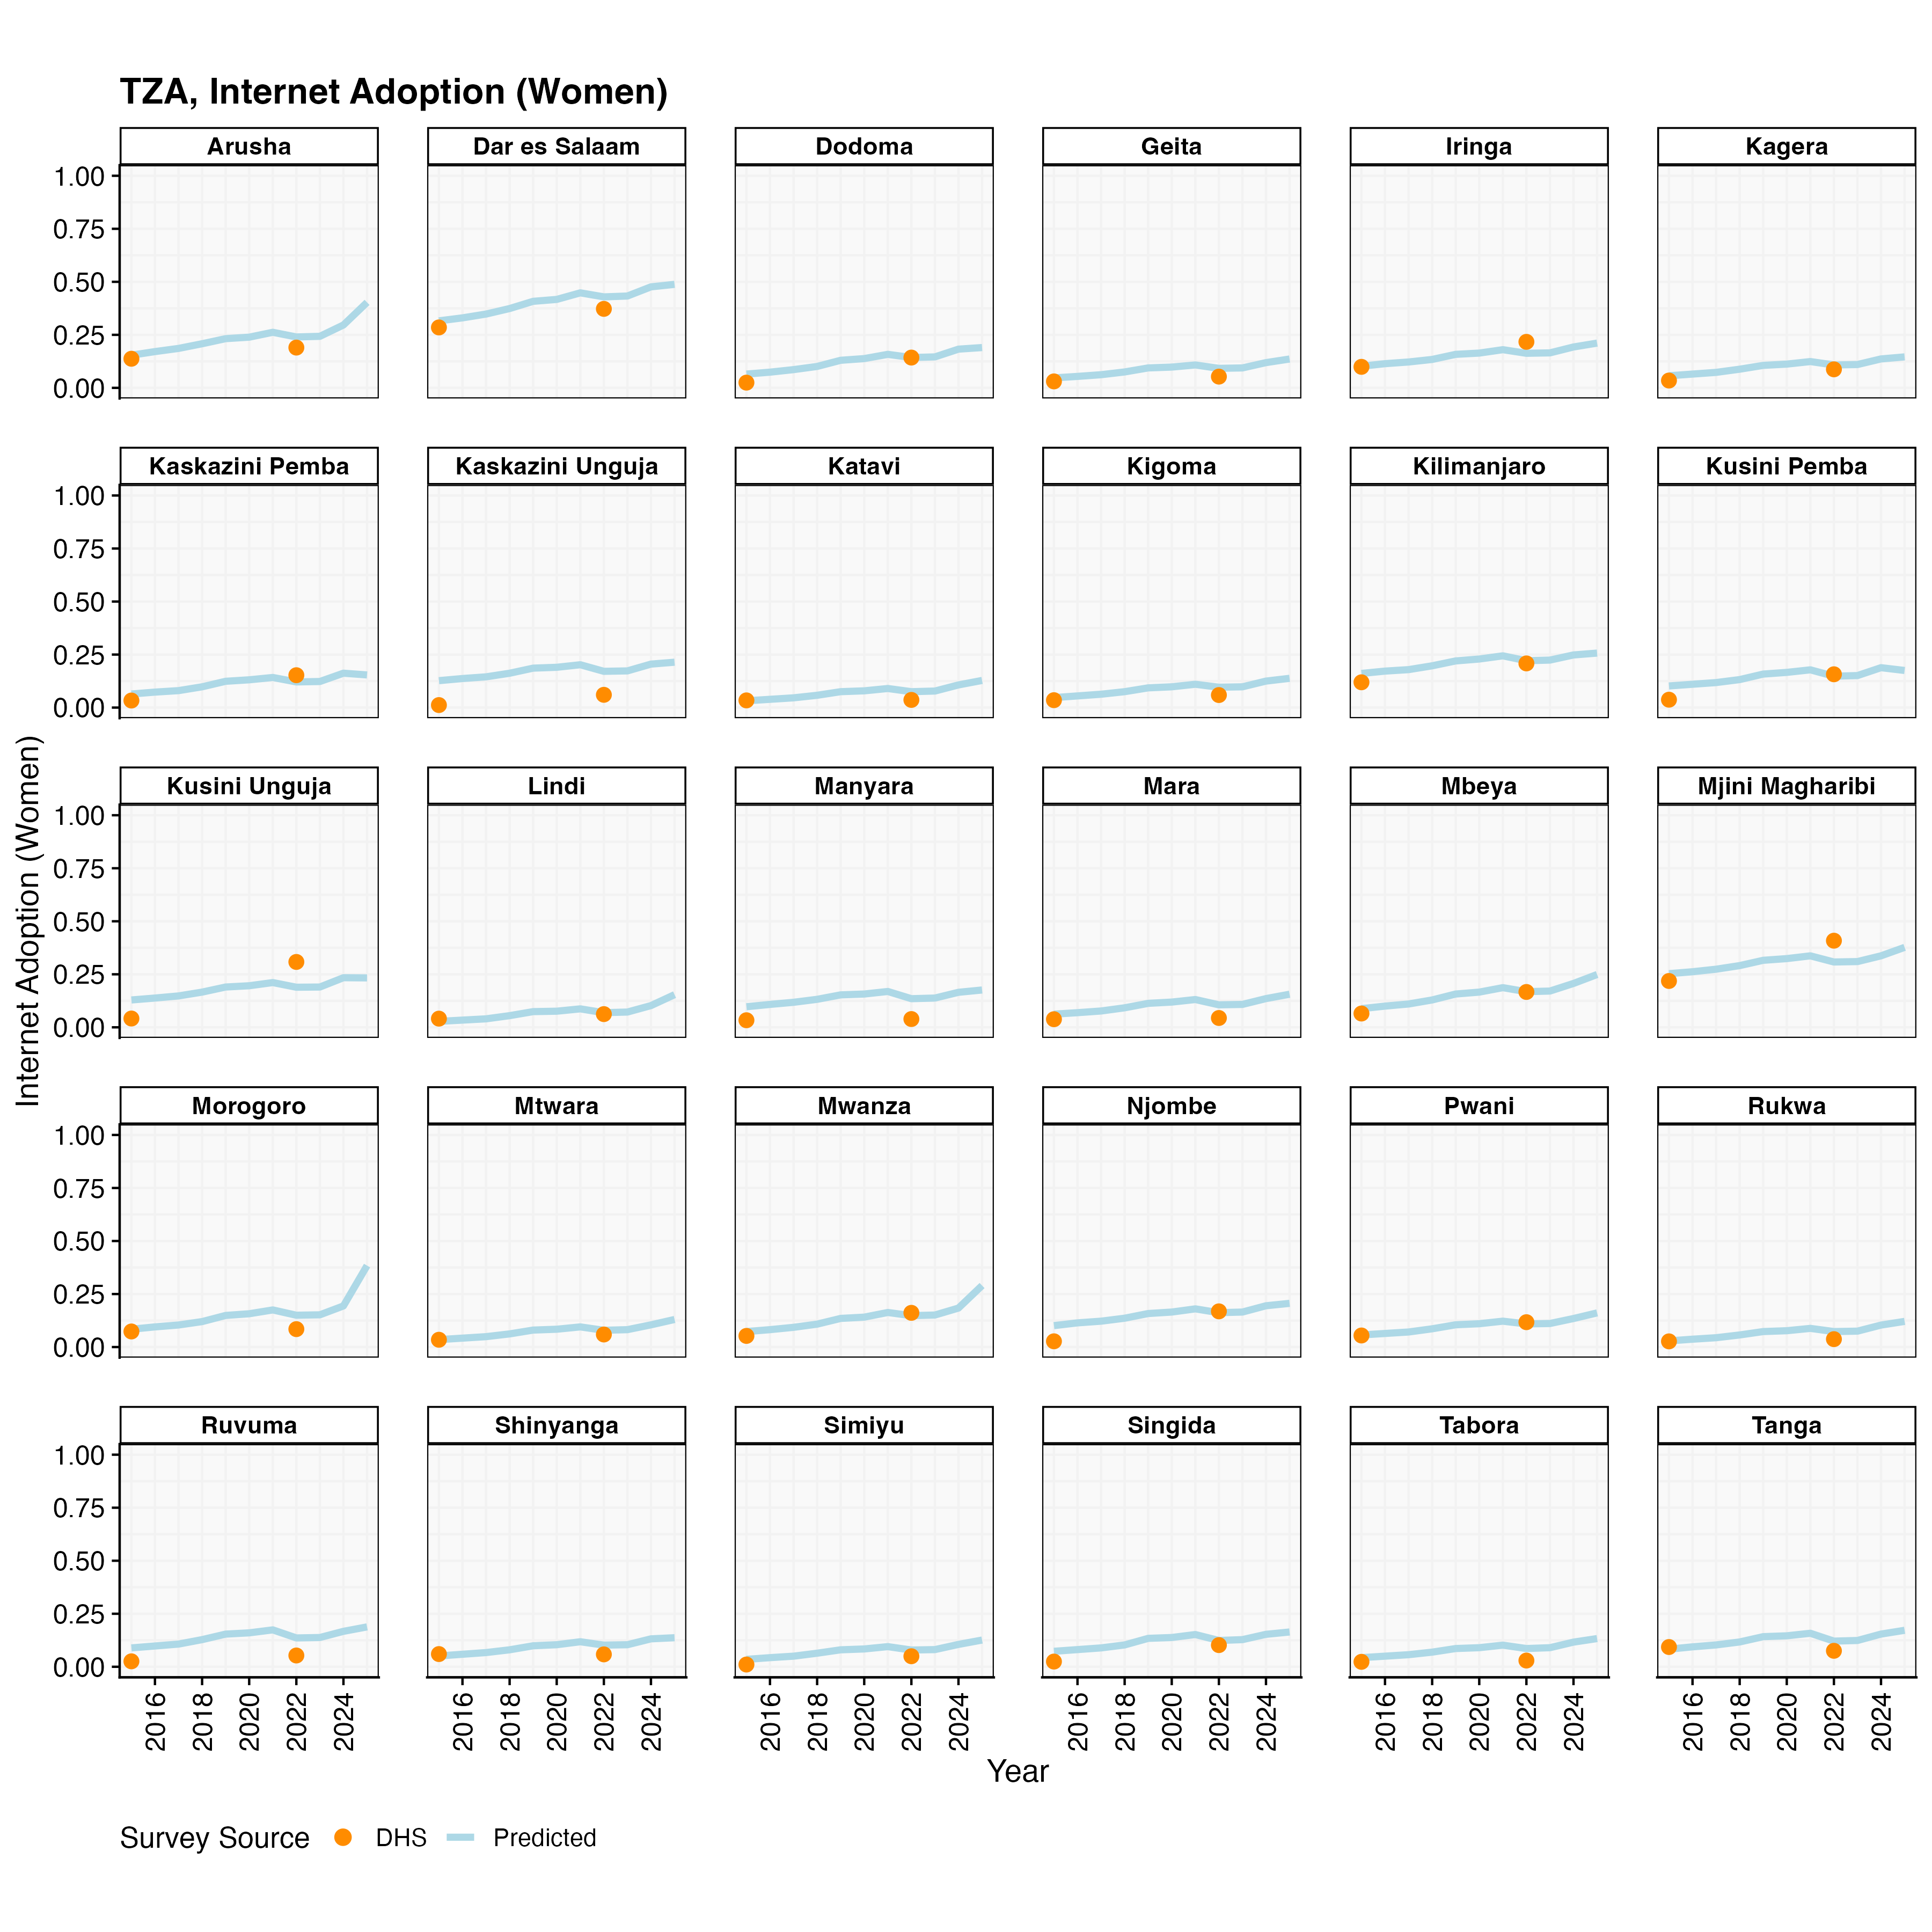 TZA, Internet Adoption (Women)
Arusha Dar es Salaam Dodoma Geita Iringa Kagera
1.00
0.75
0.50
0.25
0.00
Kaskazini Pemba Kaskazini Unguja Katavi Kigoma Kilimanjaro Kusini Pemba
1.00
0.75
0.50
0.25
0.00
Internet Adoption (Women)
Kusini Unguja Lindi Manyara Mara Mbeya Mjini Magharibi
1.00
0.75
0.50
0.25
0.00
Morogoro Mtwara Mwanza Njombe Pwani Rukwa
1.00
0.75
0.50
0.25
0.00
Ruvuma Shinyanga Simiyu Singida Tabora Tanga
1.00
0.75
0.50
0.25
0.00
2016 2018 2020 2022 2024 2016 2018 2020 2022 2024 2016 2018 2020 2022 2024 2016 2018 2020 2022 2024 2016 2018 2020 2022 2024 2016 2018 2020 2022 2024
Year
Survey Source DHS Predicted